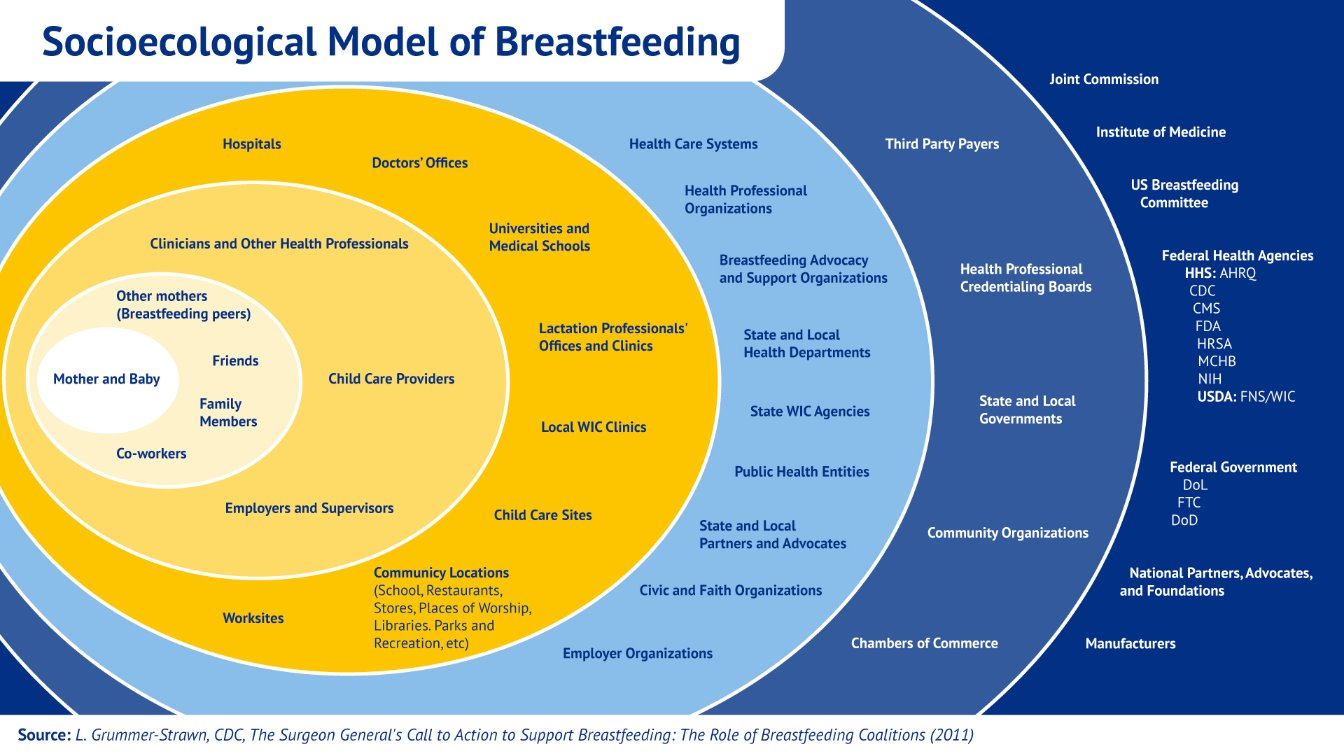 Socioecological Model of Breastfeeding
Mother and Baby
Other mothers
(Breastfeeding peers)
Friends
Family
Members
Co-workers
Clinicians and Other Health Professionals
Child Care Providers
Employers and Supervisors
Hospitals
Doctors' Offices
Universities and
Medical Schools
Lactation Professionals'
Offices and Clinics
Local WIC Clinics
Child Care Sites
Communicy Locations
(School, Restaurants,
Stores, Places of Worship,
Libraries. Parks and
Recreation, etc)
Worksites
Health Care Systems
Health Professional
Organizations
Breastfeeding Advocacy
and Support Organizations
State and Local
Health Departments
State WIC Agencies
Public Health Entities
State and Local
Partners and Advocates
Civic and Faith Organizations
Employer Organizations
Third Party Payers
Health Professional
Credentialing Boards
State and Local
Governments
Community Organizations
Chambers of Commerce
Joint Commission
Institute of Medicine
US Breastfeeding
Committee
Federal Health Agencies
HHS: AHRQ
CDC
CMS
FDA
HRSA
MCHB
NIH
USDA: FNS/WIC
Federal Government
DoL
FTC
DoD
National Partners, Advocates,
and Foundations
Manufacturers
Source: L. Grummer-Strawn, CDC, The Surgeon General's Call to Action to Support Breastfeeding: The Role of Breastfeeding Coalitions (2011)